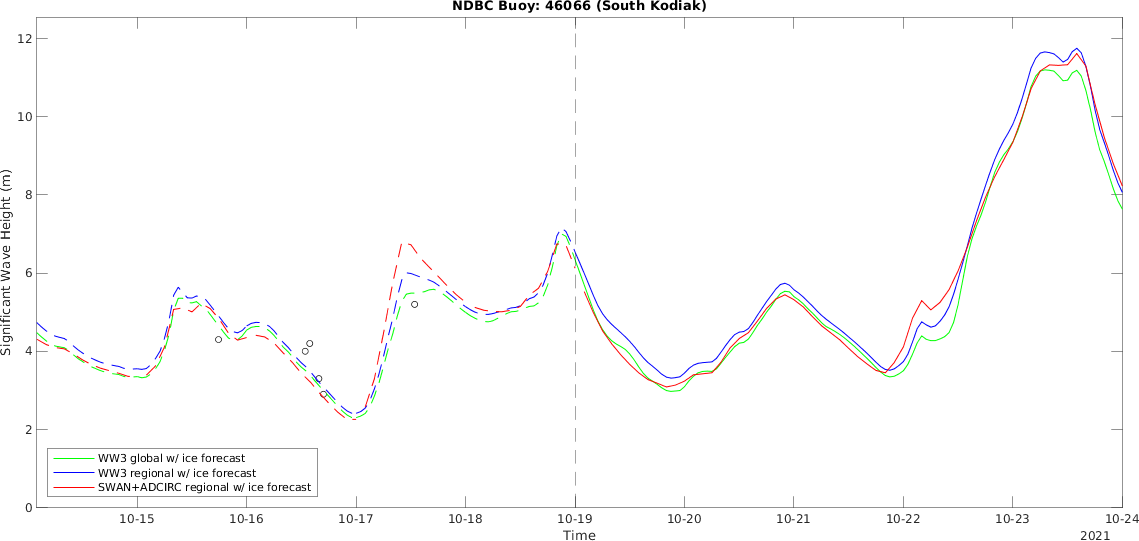 NDBC Buoy: 46066 (South Kodiak)
Significant Wave Height (m)
12
10
8
6
4
2
0
WW3 global w/ ice forecast
WW3 regional w/ ice forecast
SWAN+ADCIRC regional w/ ice forecast
10-15 10-16 10-17 10-18 10-19 10-20 10-21 10-22 10-23 10-24
Time
2021